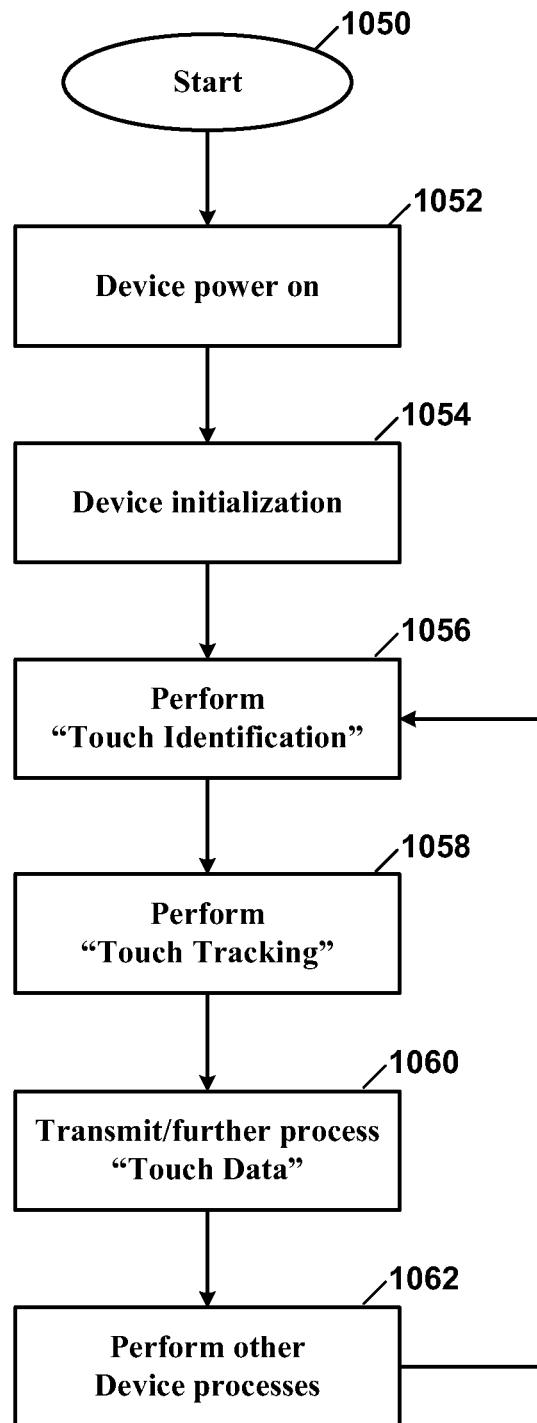 1050
Start
1052
Device power on
1054
Device initialization
1056
Perform
“Touch Identification”
1058
Perform
“Touch Tracking”
1060
Transmit/further process
“Touch Data”
1062
Perform other
Device processes